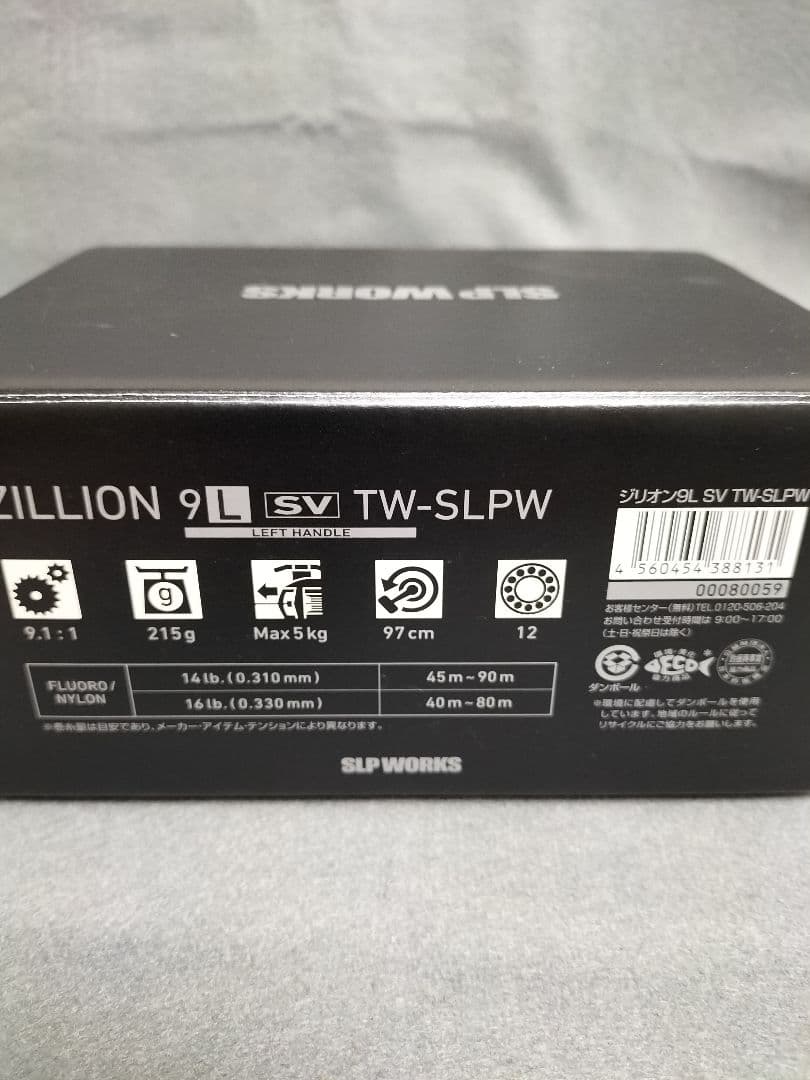 SLP WORKS
ZILLION 9L SV TW-SLPW
LEFT HANDLE
ジリオン9L SV TW-SLPW
4 560454 388131
00080059
お客様センター(無料)TEL0120-506-204
お問い合わせ受付時間は 9:00~17:00
(土・日・祝祭日は除く)
g
9.1:1 215g Max5kg 97cm 12
FLUORO/NYLON
14lb.(0.310mm) 45m~90m
16lb.(0.330mm) 40m~80m
※巻糸量は目安であり、メーカー・アイテム・テンションにより異なります。
ECO
ダンボール
※環境に配慮してダンボールを使用
しています。地域のルールに従って
リサイクルにご協力をお願いします。
SLP WORKS